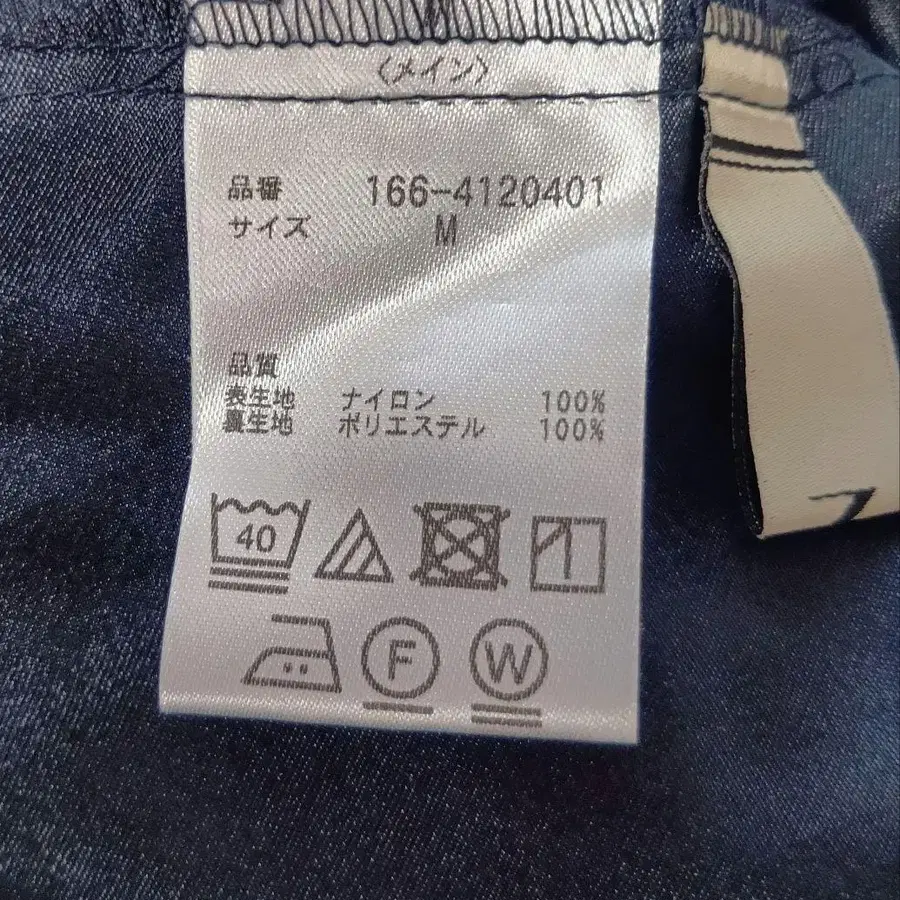 〈メイン〉
品番 166-4120401
サイズ M
品質
表生地 ナイロン 100%
裏生地 ポリエステル 100%
40
F W